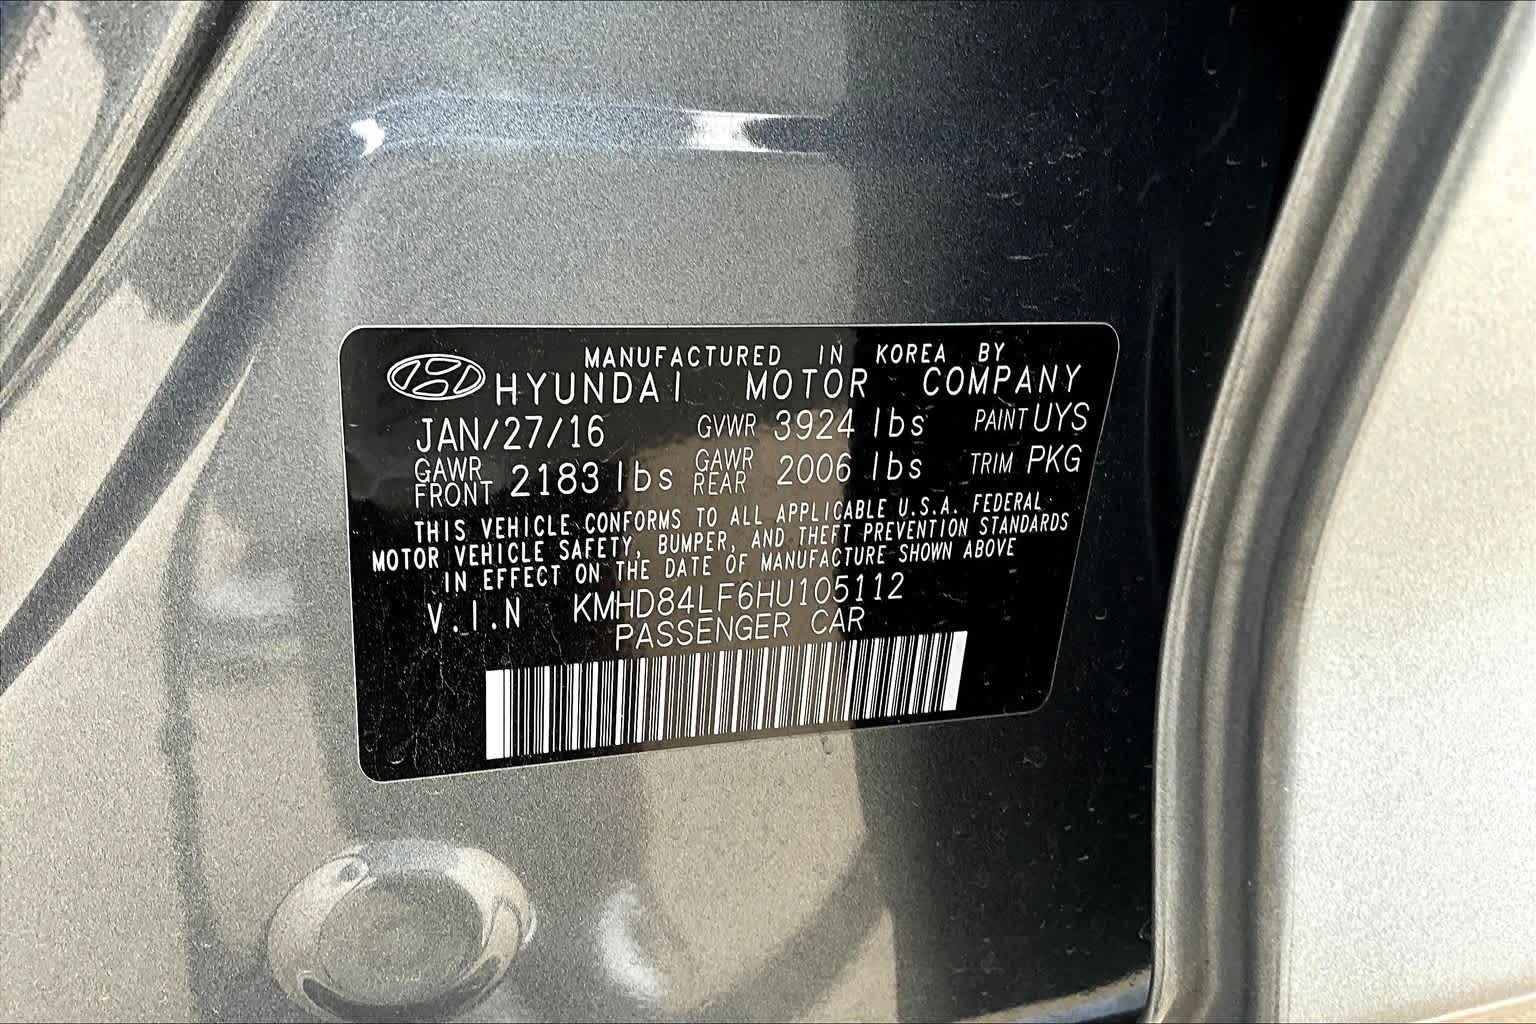 MANUFACTURED IN KOREA BY
HYUNDAI MOTOR COMPANY
JAN/27/16 GVWR 3924 lbs PAINT UYS
GAWR FRONT 2183 lbs GAWR REAR 2006 lbs TRIM PKG
THIS VEHICLE CONFORMS TO ALL APPLICABLE U.S.A. FEDERAL
MOTOR VEHICLE SAFETY, BUMPER, AND THEFT PREVENTION STANDARDS
IN EFFECT ON THE DATE OF MANUFACTURE SHOWN ABOVE
V.I.N KMHD84LF6HU105112
PASSENGER CAR